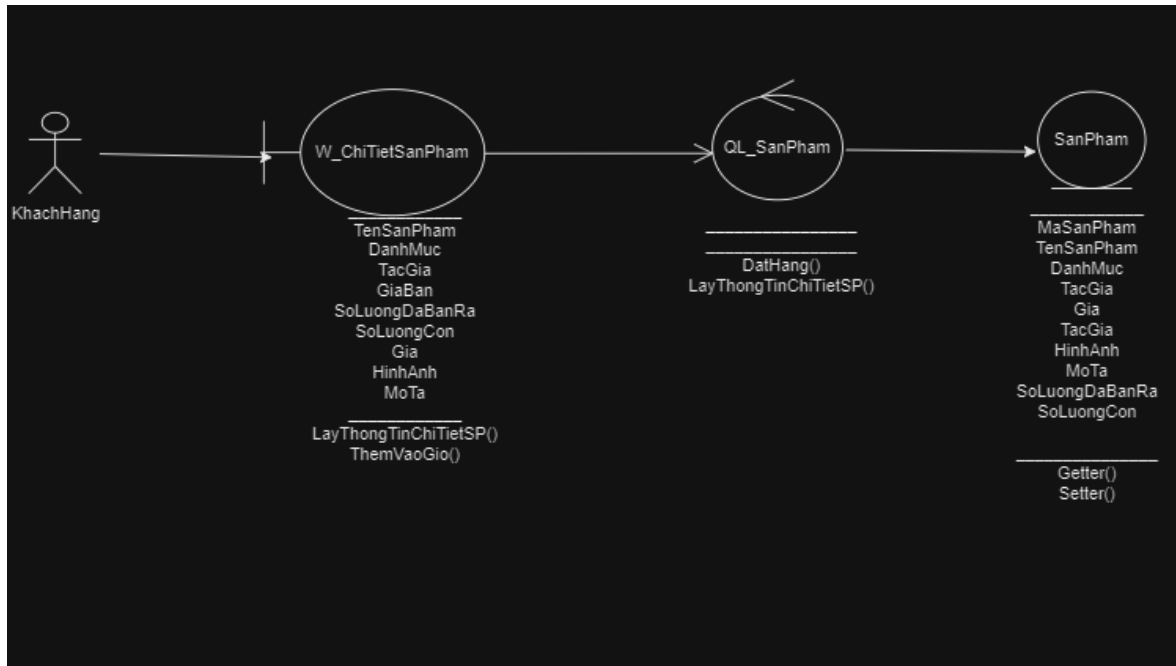 KhachHang
W_ChiTietSanPham
TenSanPham
DanhMuc
TacGia
GiaBan
SoLuongDaBanRa
SoLuongCon
Gia
HinhAnh
MoTa
LayThongTinChiTietSP()
ThemVaoGio()
QL_SanPham
DatHang()
LayThongTinChiTietSP()
SanPham
MaSanPham
TenSanPham
DanhMuc
TacGia
Gia
TacGia
HinhAnh
MoTa
SoLuongDaBanRa
SoLuongCon
Getter()
Setter()